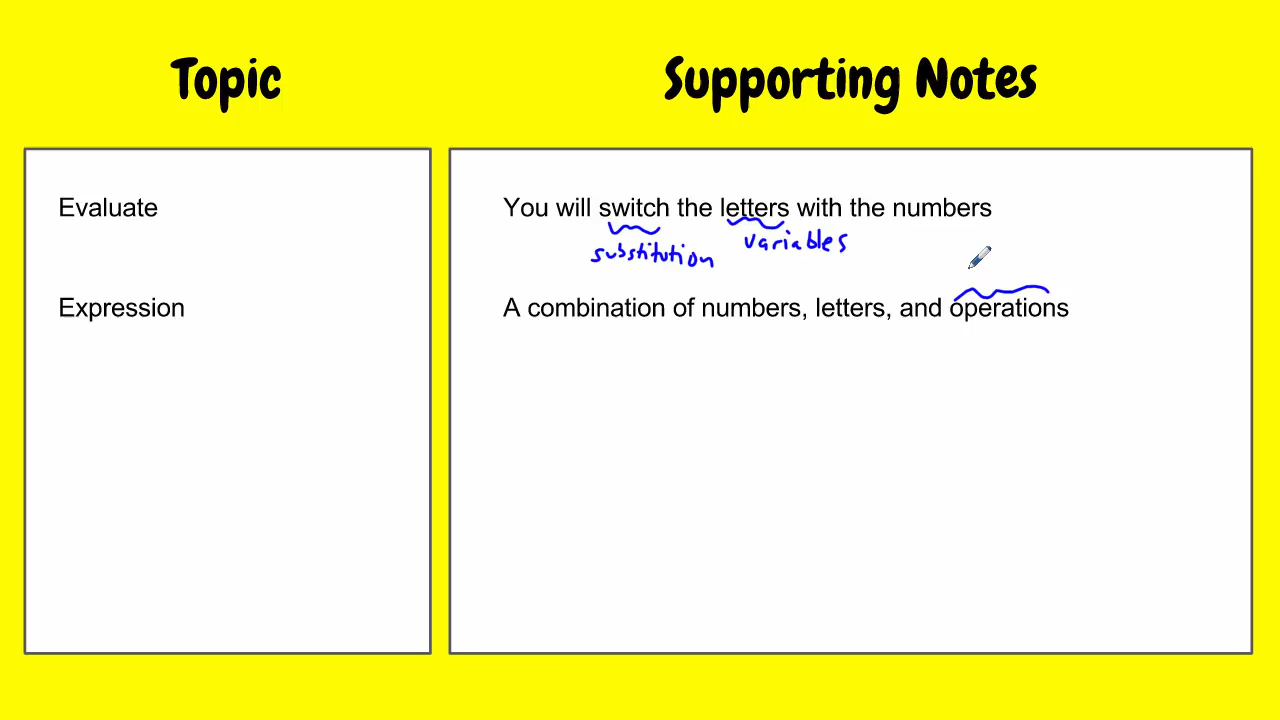 Topic
Supporting Notes
Evaluate
You will switch the letters with the numbers
substitution
variables
Expression
A combination of numbers, letters, and operations